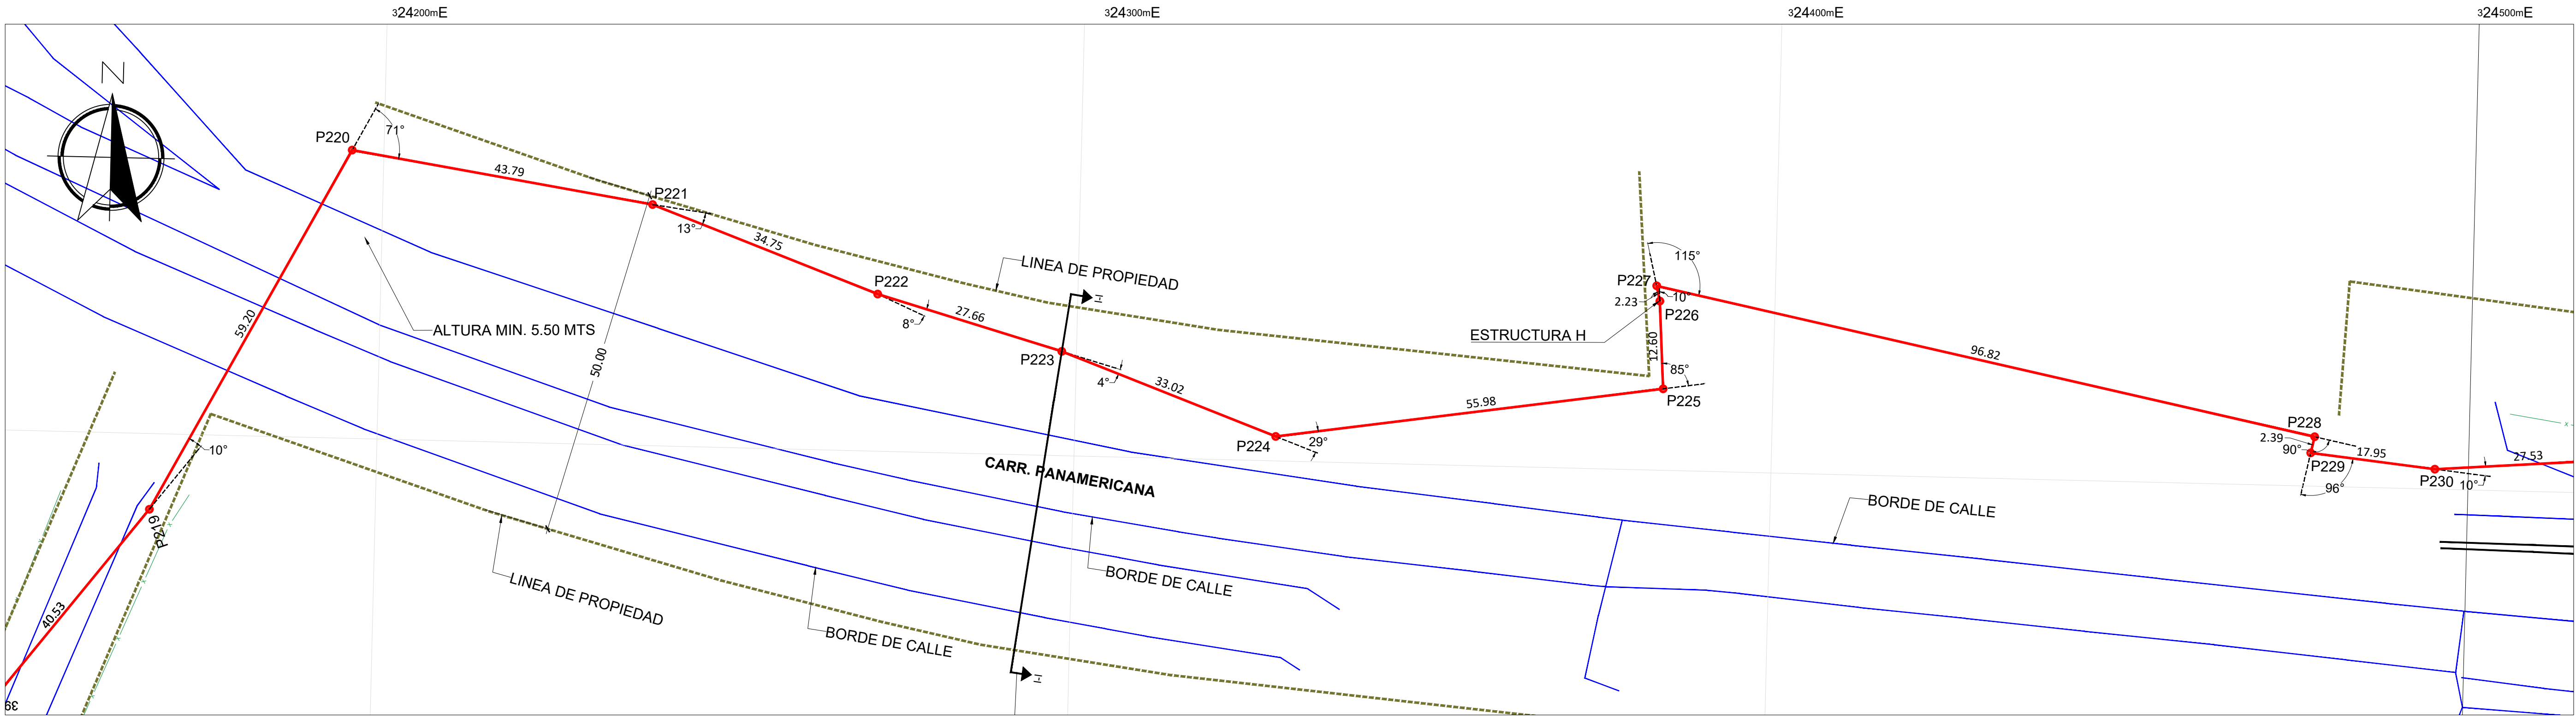 324200mE
324300mE
324400mE
324500mE
N
P220
71°
43.79
P221
13°
34.75
P222
8°
27.66
P223
4°
33.02
LINEA DE PROPIEDAD
H
P224
29°
55.98
ESTRUCTURA H
12.60
85°
P225
P226
2.23
10°
P227
115°
96.82
P228
2.39
90°
P229
17.95
96°
P230
10°
27.53
59.20
ALTURA MIN. 5.50 MTS
50.00
10°
P219
40.53
39
LINEA DE PROPIEDAD
CARR. PANAMERICANA
BORDE DE CALLE
BORDE DE CALLE
BORDE DE CALLE
H
x
x
x
x
x
x